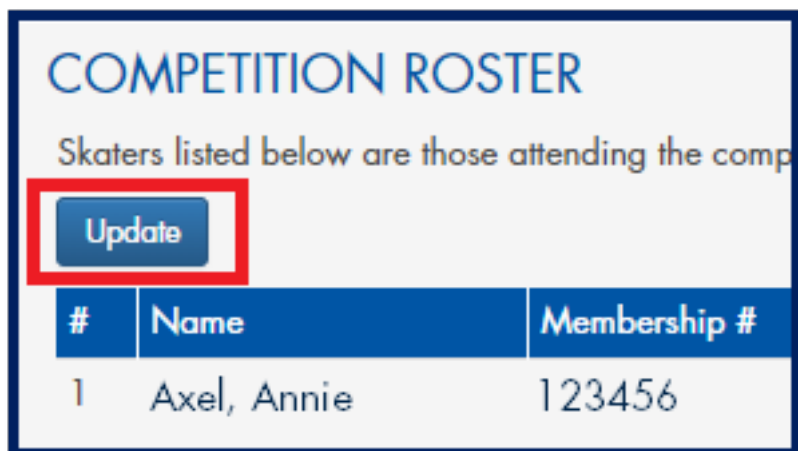 COMPETITION ROSTER
Skaters listed below are those attending the comp
Update
# Name Membership #
1 Axel, Annie 123456